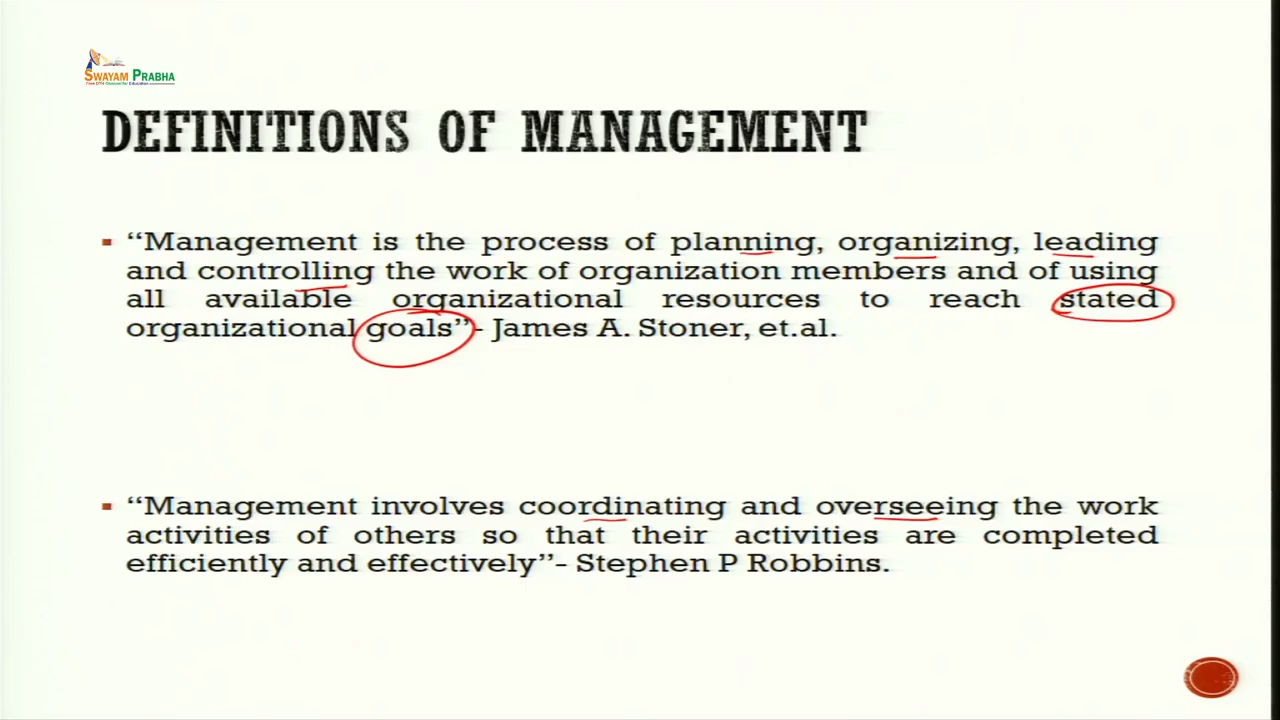 SWAYAM PRABHA
DEFINITIONS OF MANAGEMENT
“Management is the process of planning, organizing, leading
and controlling the work of organization members and of using
all available organizational resources to reach stated
organizational goals”- James A. Stoner, et.al.
“Management involves coordinating and overseeing the work
activities of others so that their activities are completed
efficiently and effectively”- Stephen P Robbins.